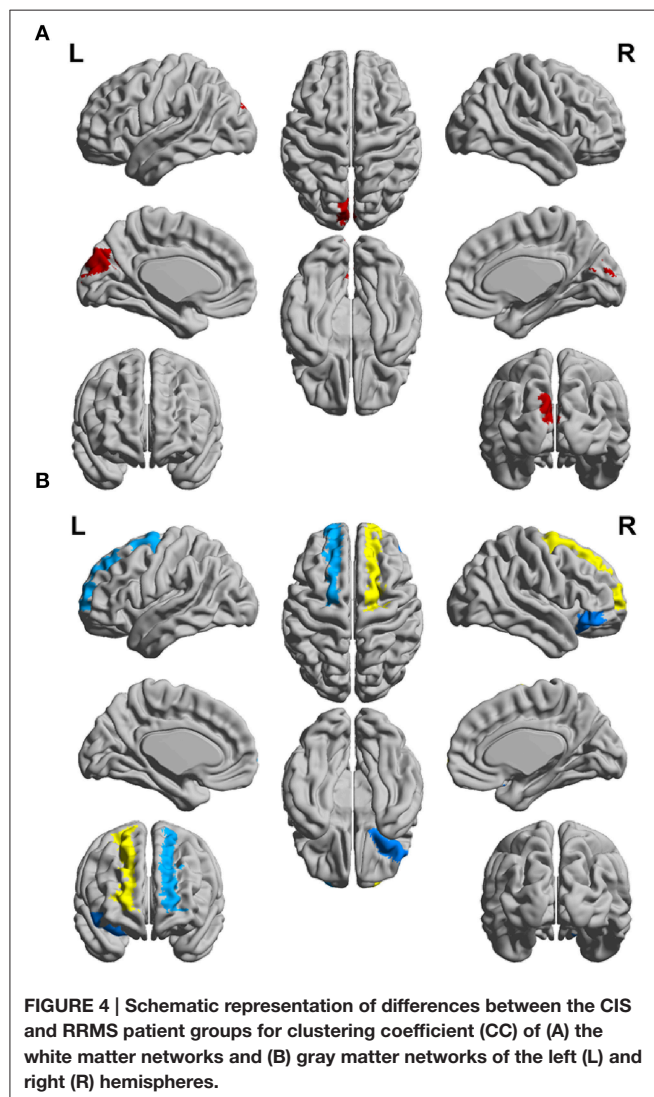 A
L
R
B
L
R
FIGURE 4 | Schematic representation of differences between the CIS
and RRMS patient groups for clustering coefficient (CC) of (A) the
white matter networks and (B) gray matter networks of the left (L) and
right (R) hemispheres.